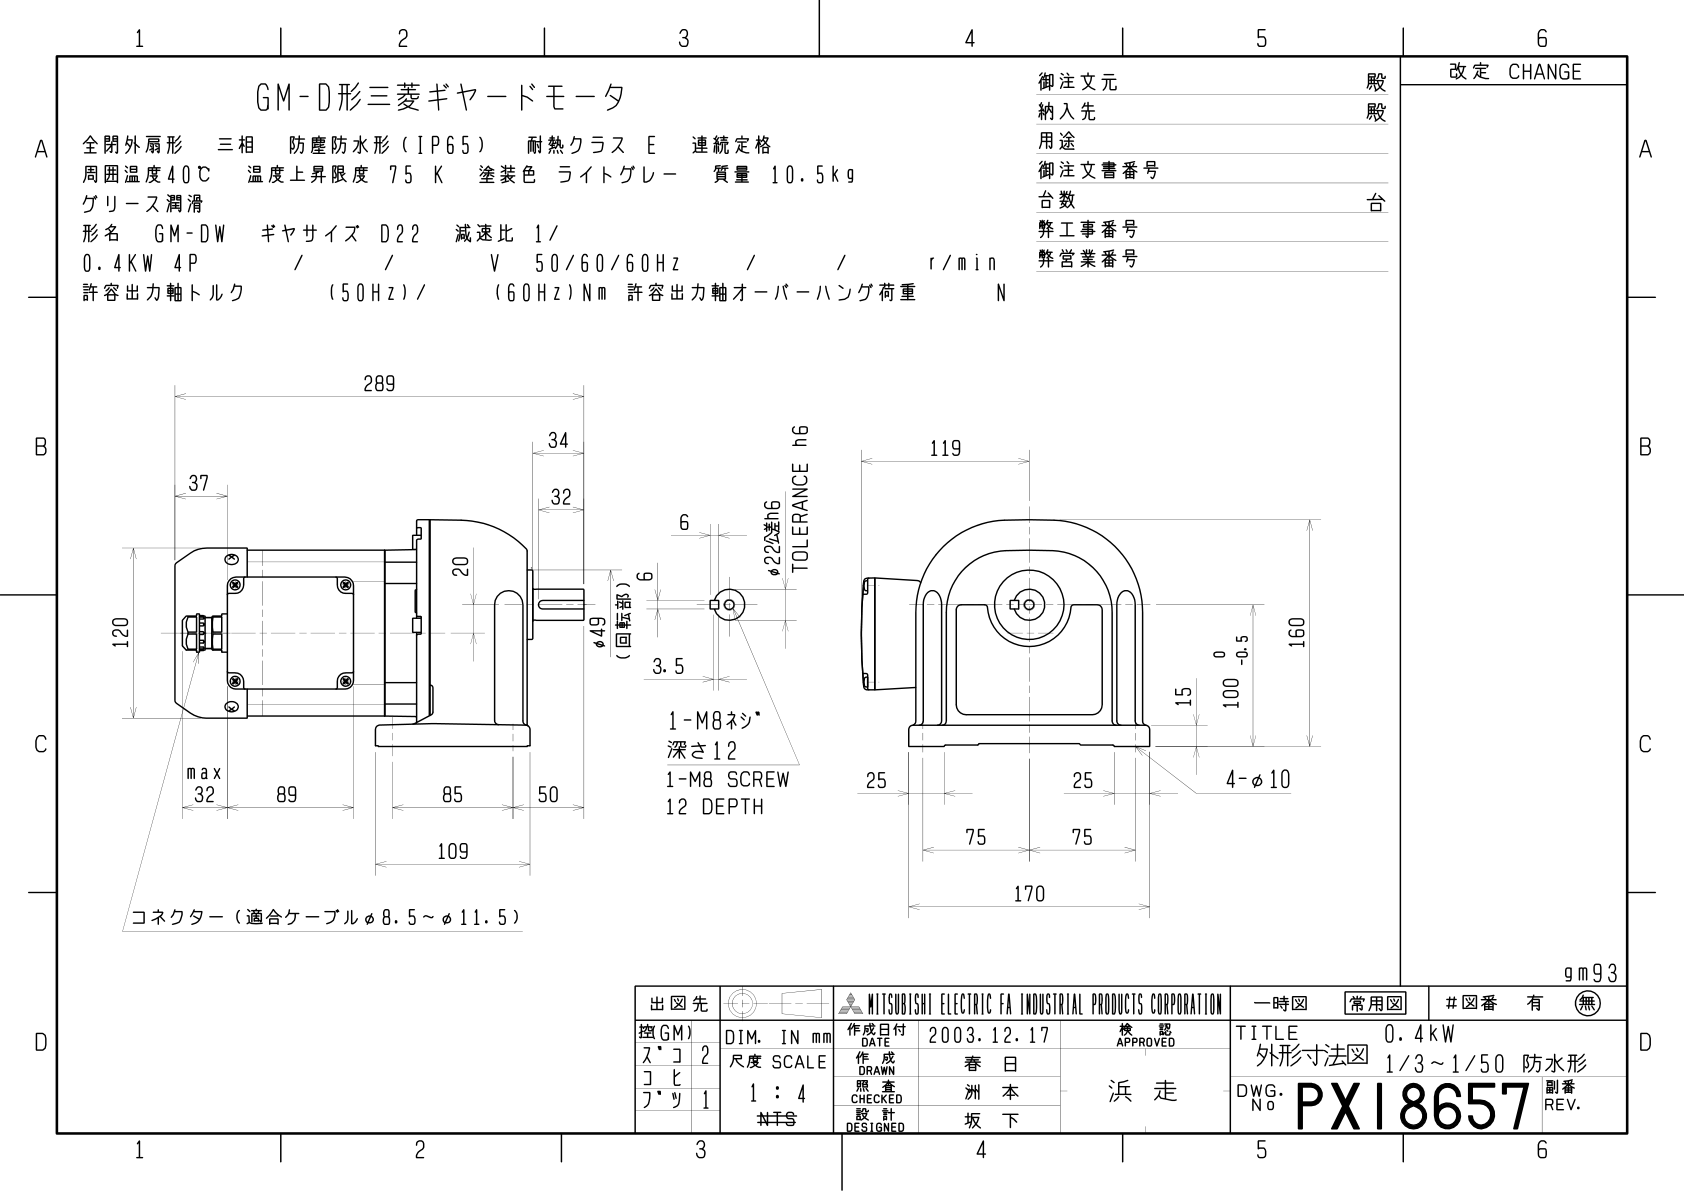 1 2 3 4 5 6
改定 CHANGE
GM-D形三菱ギヤードモータ
全閉外扇形 三相 防塵防水形(IP65) 耐熱クラス E 連続定格
周囲温度40℃ 温度上昇限度 75 K 塗装色 ライトグレー 質量 10.5kg
グリース潤滑
形名 GM-DW ギヤサイズ D22 減速比 1/
0.4KW 4P / / V 50/60/60Hz / / r/min
許容出力軸トルク (50Hz)/ (60Hz)Nm 許容出力軸オーバーハング荷重 N
御注文元 殿
納入先 殿
用途
御注文書番号
台数 台
弊工事番号
弊営業番号
A A
B B
C C
D D
289
34
37
32
20
120
φ49
(回転部)
max
32
89
85
50
109
コネクター(適合ケーブルφ8.5~φ11.5)
6
6
3.5
φ22公差h6
TOLERANCE h6
1-M8ネジ
深さ12
1-M8 SCREW
12 DEPTH
119
160
0
100 -0.5
15
25
25
4-φ10
75
75
170
gm93
出図先
控(GM)
ズコ 2
コヒ
ブツ 1
DIM. IN mm
尺度 SCALE
1 : 4
NTS
MITSUBISHI ELECTRIC FA INDUSTRIAL PRODUCTS CORPORATION
作成日付
DATE
2003.12.17
作成
DRAWN
春日
照査
CHECKED
洲本
設計
DESIGNED
坂下
検認
APPROVED
浜走
一時図 常用図 #図番 有 無
TITLE 0.4kW
外形寸法図 1/3~1/50 防水形
DWG.
No
PX18657
副番
REV.
1 2 3 4 5 6